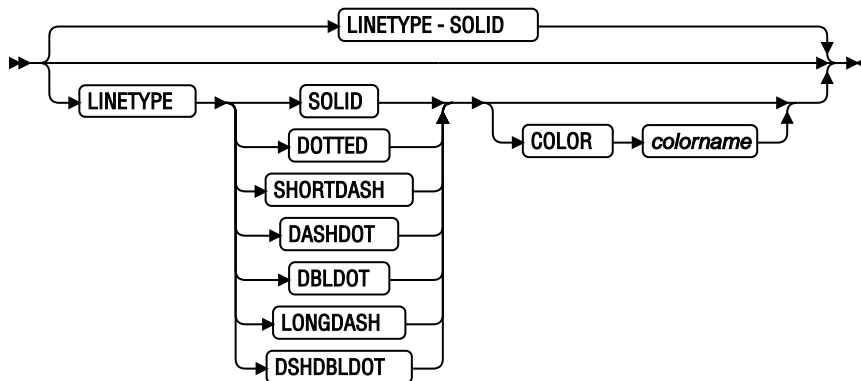 LINETYPE - SOLID
LINETYPE
SOLID
DOTTED
SHORTDASH
DASHDOT
DBLDOT
LONGDASH
DSHDBLDOT
COLOR
colorname